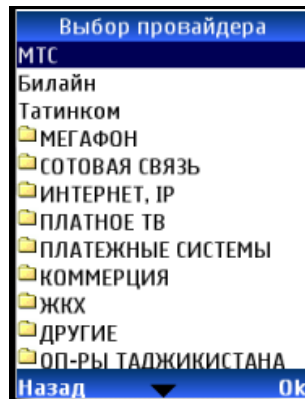 Выбор провайдера
МТС
Билайн
Татинком
МЕГАФОН
СОТОВАЯ СВЯЗЬ
ИНТЕРНЕТ, IP
ПЛАТНОЕ ТВ
ПЛАТЕЖНЫЕ СИСТЕМЫ
КОММЕРЦИЯ
ЖКХ
ДРУГИЕ
ОП-РЫ ТАДЖИКИСТАНА
Назад Ok